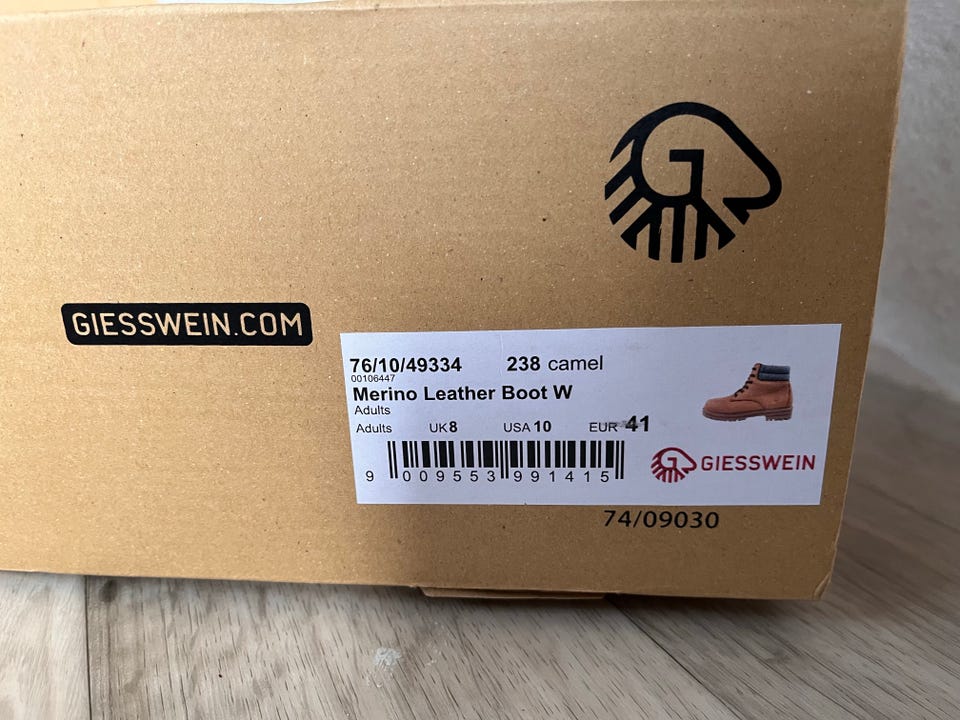 G
GIESSWEIN.COM
76/10/49334 238 camel
00106447
Merino Leather Boot W
Adults
Adults UK 8 USA 10 EUR 41
9 009553 991415
G GIESSWEIN
74/09030